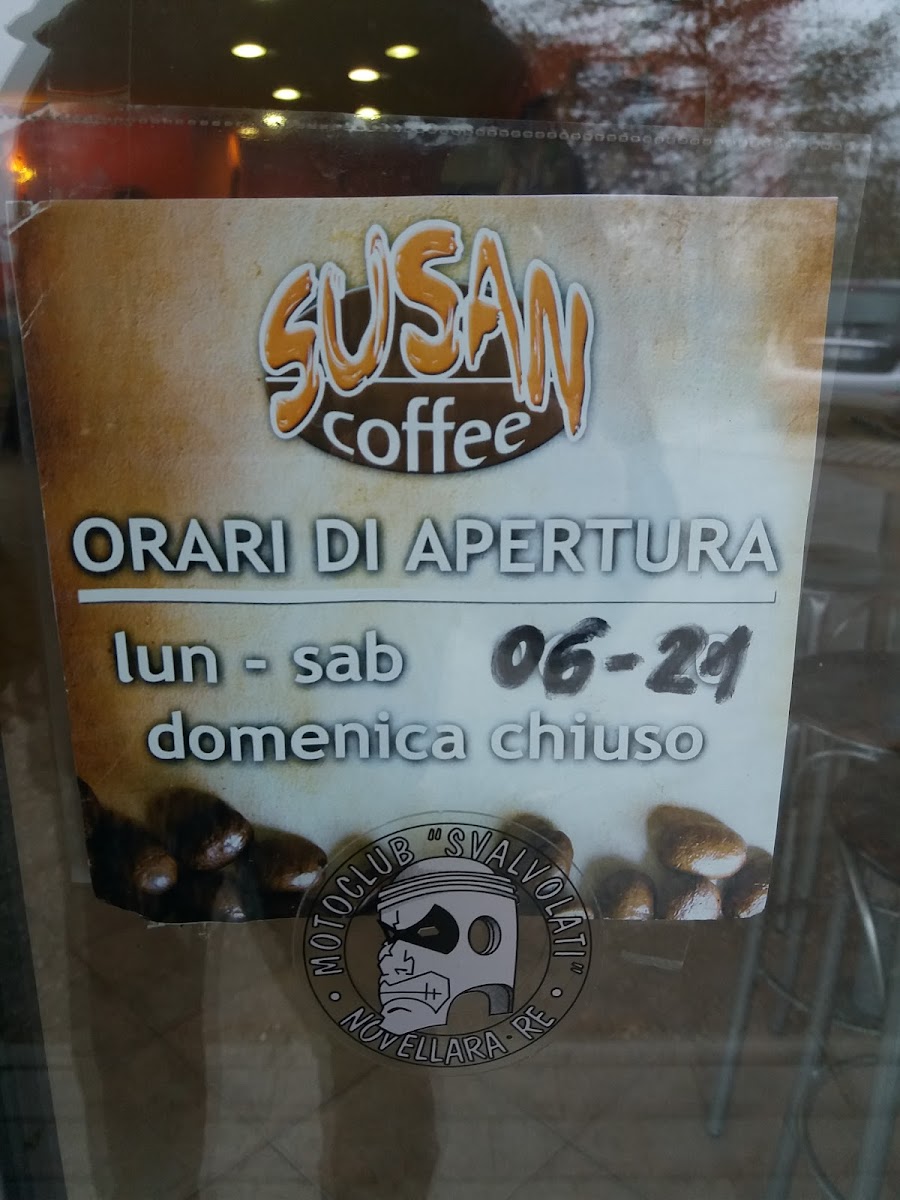 SUSAN
coffee
ORARI DI APERTURA
lun - sab 06-21
domenica chiuso
MOTOCLUB "SVALVOLATI"
• NOVELLARA • RE •